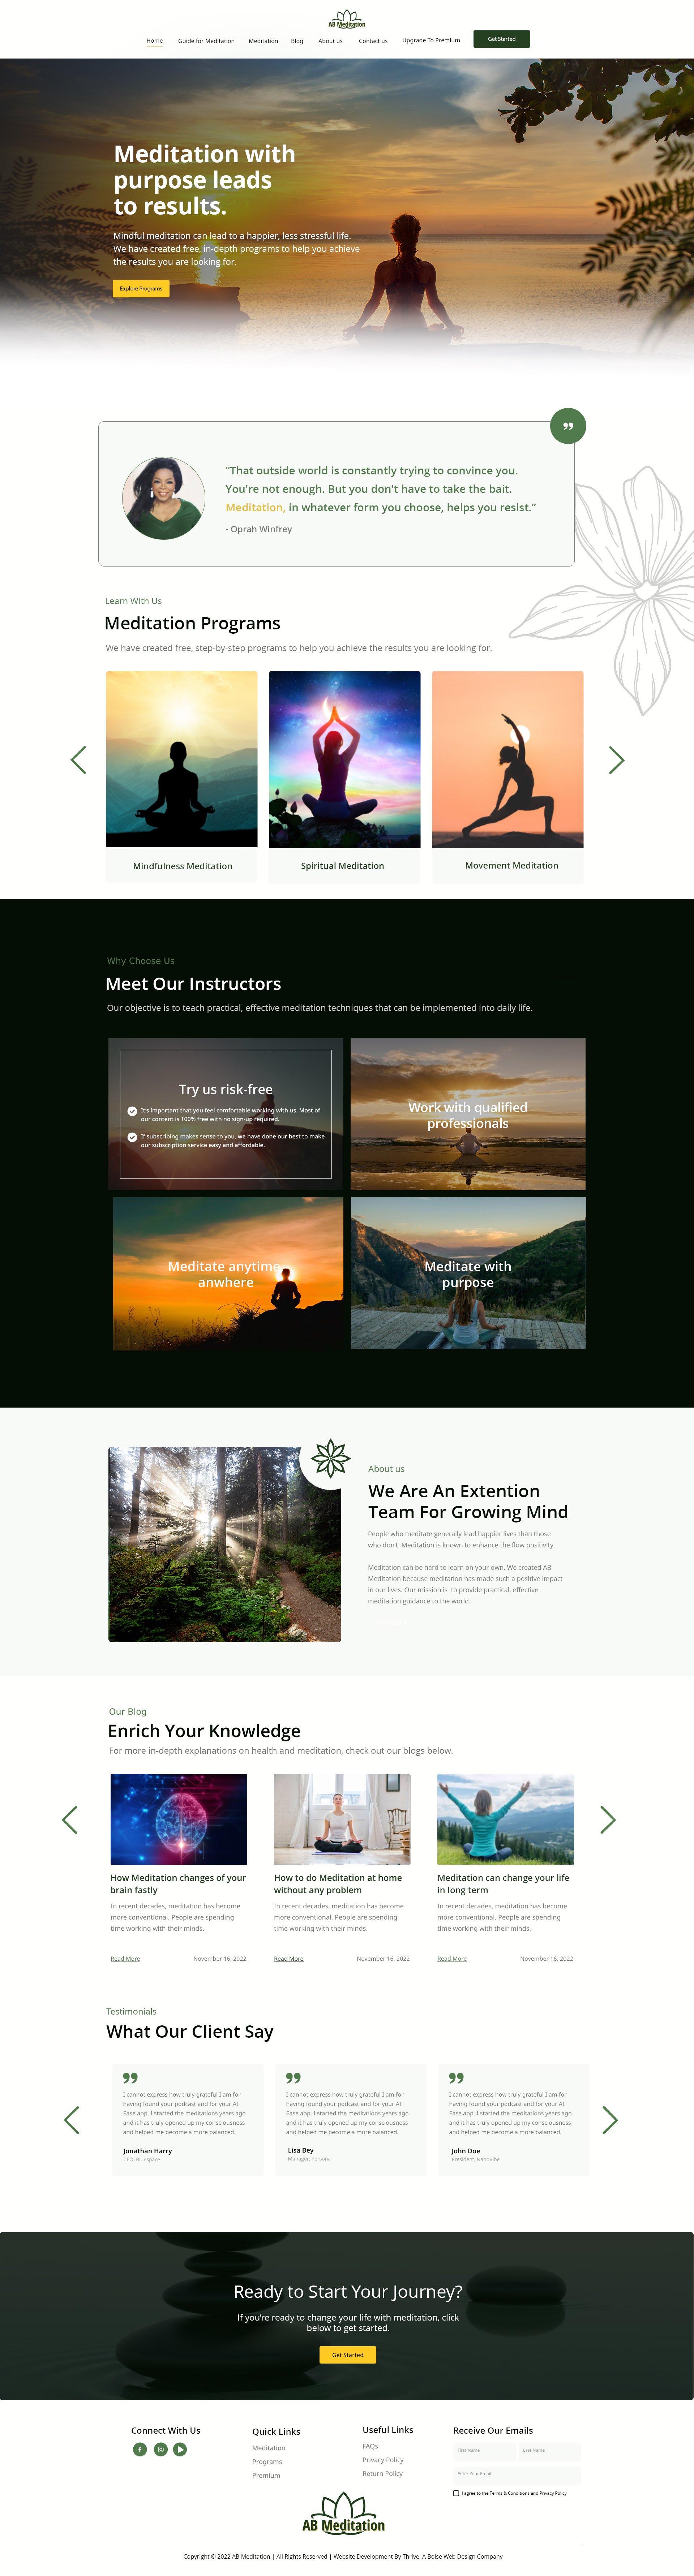 AB Meditation
Home Guide for Meditation Meditation Blog About us Contact us Upgrade To Premium Get Started
Meditation with
purpose leads
to results.
Mindful meditation can lead to a happier, less stressful life.
We have created free, in-depth programs to help you achieve
the results you are looking for.
Explore Programs
“That outside world is constantly trying to convince you.
You're not enough. But you don't have to take the bait.
Meditation, in whatever form you choose, helps you resist.”
- Oprah Winfrey
Learn With Us
Meditation Programs
We have created free, step-by-step programs to help you achieve the results you are looking for.
Mindfulness Meditation
Spiritual Meditation
Movement Meditation
Why Choose Us
Meet Our Instructors
Our objective is to teach practical, effective meditation techniques that can be implemented into daily life.
Try us risk-free
It's important that you feel comfortable working with us. Most of
our content is 100% free with no sign-up required.
If subscribing makes sense to you, we have done our best to make
our subscription service easy and affordable.
Work with qualified
professionals
Meditate anytime
anwhere
Meditate with
purpose
About us
We Are An Extention
Team For Growing Mind
People who meditate generally lead happier lives than those
who don't. Meditation is known to enhance the flow positivity.
Meditation can be hard to learn on your own. We created AB
Meditation because meditation has made such a positive impact
in our lives. Our mission is to provide practical, effective
meditation guidance to the world.
Our Blog
Enrich Your Knowledge
For more in-depth explanations on health and meditation, check out our blogs below.
How Meditation changes of your
brain fastly
In recent decades, meditation has become
more conventional. People are spending
time working with their minds.
Read More November 16, 2022
How to do Meditation at home
without any problem
In recent decades, meditation has become
more conventional. People are spending
time working with their minds.
Read More November 16, 2022
Meditation can change your life
in long term
In recent decades, meditation has become
more conventional. People are spending
time working with their minds.
Read More November 16, 2022
Testimonials
What Our Client Say
I cannot express how truly grateful I am for
having found your podcast and for your At
Ease app. I started the meditations years ago
and it has truly opened up my consciousness
and helped me become a more balanced.
Jonathan Harry
CEO, Bluespace
I cannot express how truly grateful I am for
having found your podcast and for your At
Ease app. I started the meditations years ago
and it has truly opened up my consciousness
and helped me become a more balanced.
Lisa Bey
Manager, Persona
I cannot express how truly grateful I am for
having found your podcast and for your At
Ease app. I started the meditations years ago
and it has truly opened up my consciousness
and helped me become a more balanced.
John Doe
President, NanoVibe
Ready to Start Your Journey?
If you're ready to change your life with meditation, click
below to get started.
Get Started
Connect With Us
Quick Links
Meditation
Programs
Premium
Useful Links
FAQs
Privacy Policy
Return Policy
Receive Our Emails
First Name Last Name
Enter Your Email
I agree to the Terms & Conditions and Privacy Policy
AB Meditation
Copyright © 2022 AB Meditation | All Rights Reserved | Website Development By Thrive, A Boise Web Design Company